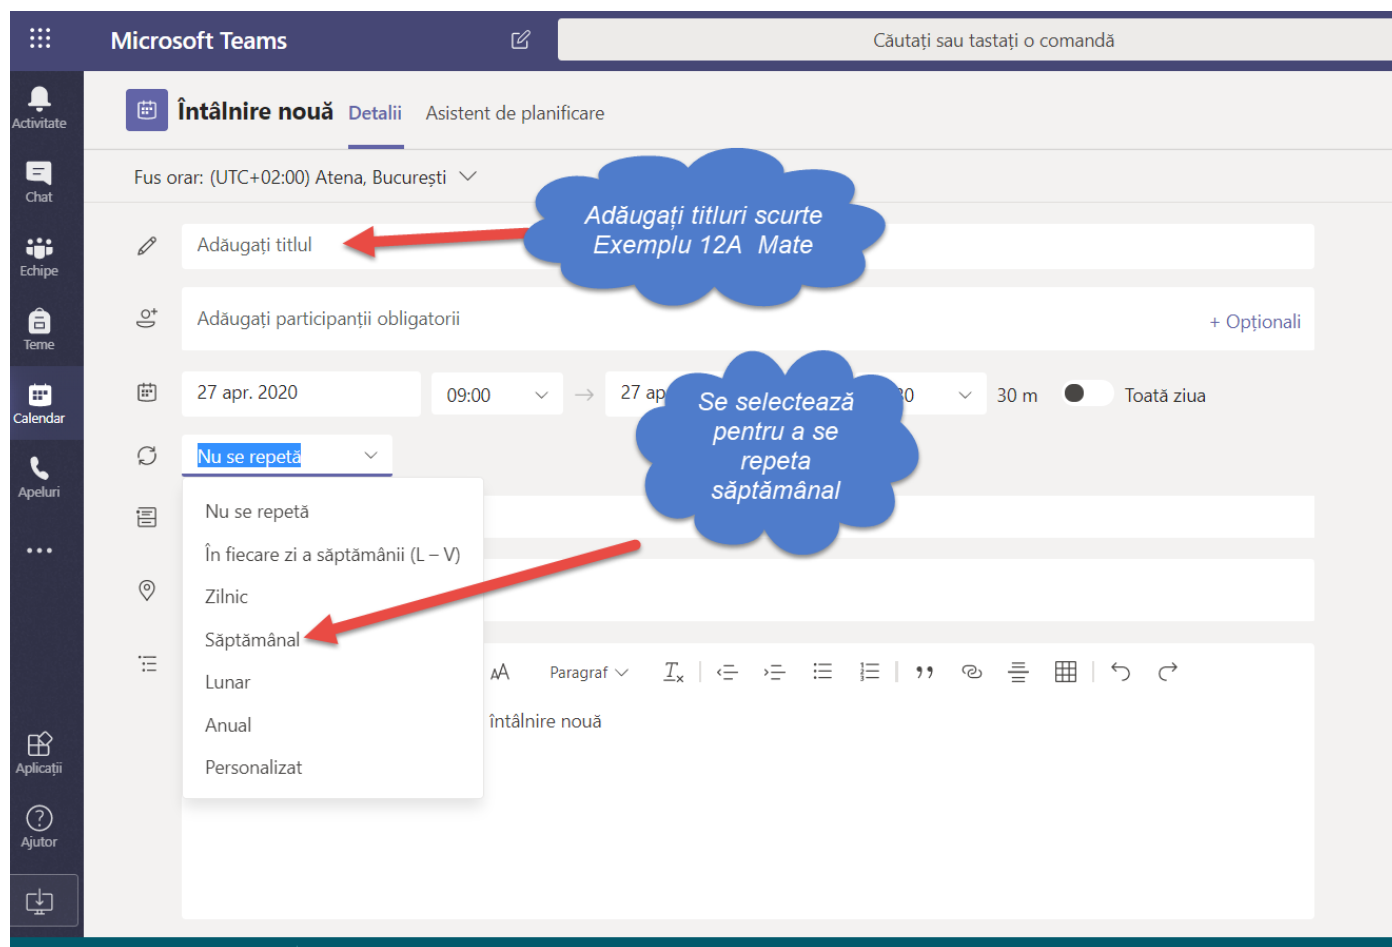 Microsoft Teams
Căutați sau tastați o comandă
Activitate
Chat
Echipe
Teme
Calendar
Apeluri
Aplicații
Ajutor
Întâlnire nouă Detalii Asistent de planificare
Fus orar: (UTC+02:00) Atena, București
Adăugați titlul
Adăugați titluri scurte
Exemplu 12A Mate
Adăugați participanții obligatorii
+ Opționali
27 apr. 2020 09:00 → 27 ap 30 m Toată ziua
Se selectează
pentru a se
repeta
săptămânal
Nu se repetă
Nu se repetă
În fiecare zi a săptămânii (L – V)
Zilnic
Săptămânal
Lunar
Anual
Personalizat
Paragraf
întâlnire nouă